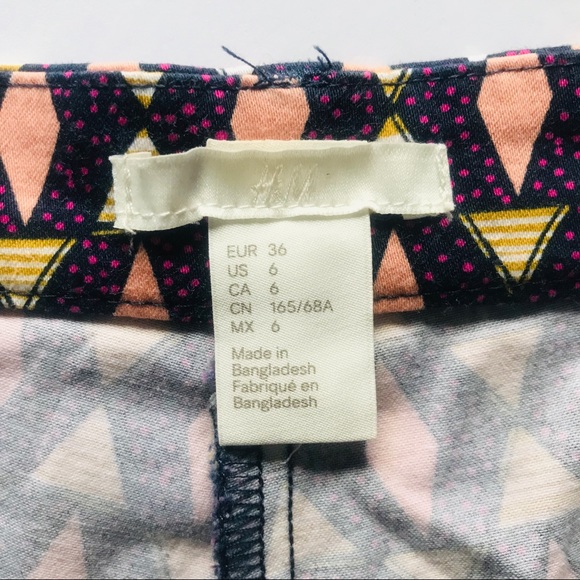 H&M
EUR 36
US 6
CA 6
CN 165/68A
MX 6
Made in
Bangladesh
Fabriqué en
Bangladesh